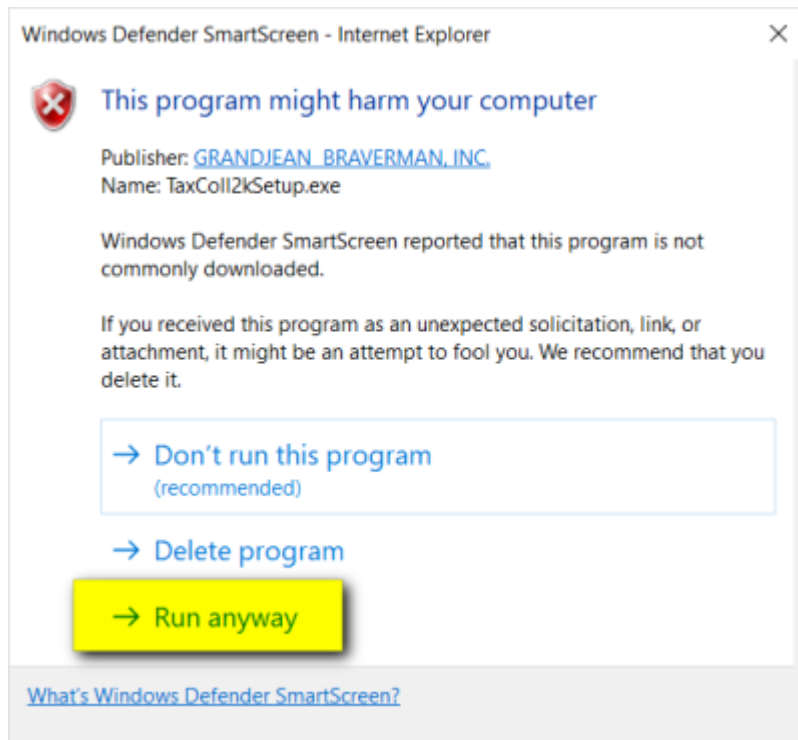 Windows Defender SmartScreen - Internet Explorer
This program might harm your computer
Publisher: GRANDJEAN BRAVERMAN, INC.
Name: TaxColl2kSetup.exe
Windows Defender SmartScreen reported that this program is not
commonly downloaded.
If you received this program as an unexpected solicitation, link, or
attachment, it might be an attempt to fool you. We recommend that you
delete it.
→ Don't run this program
(recommended)
→ Delete program
→ Run anyway
What's Windows Defender SmartScreen?